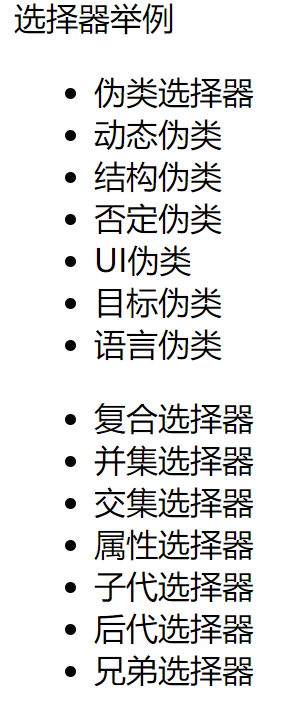 选择器举例
伪类选择器
动态伪类
结构伪类
否定伪类
UI伪类
目标伪类
语言伪类
复合选择器
并集选择器
交集选择器
属性选择器
子代选择器
后代选择器
兄弟选择器